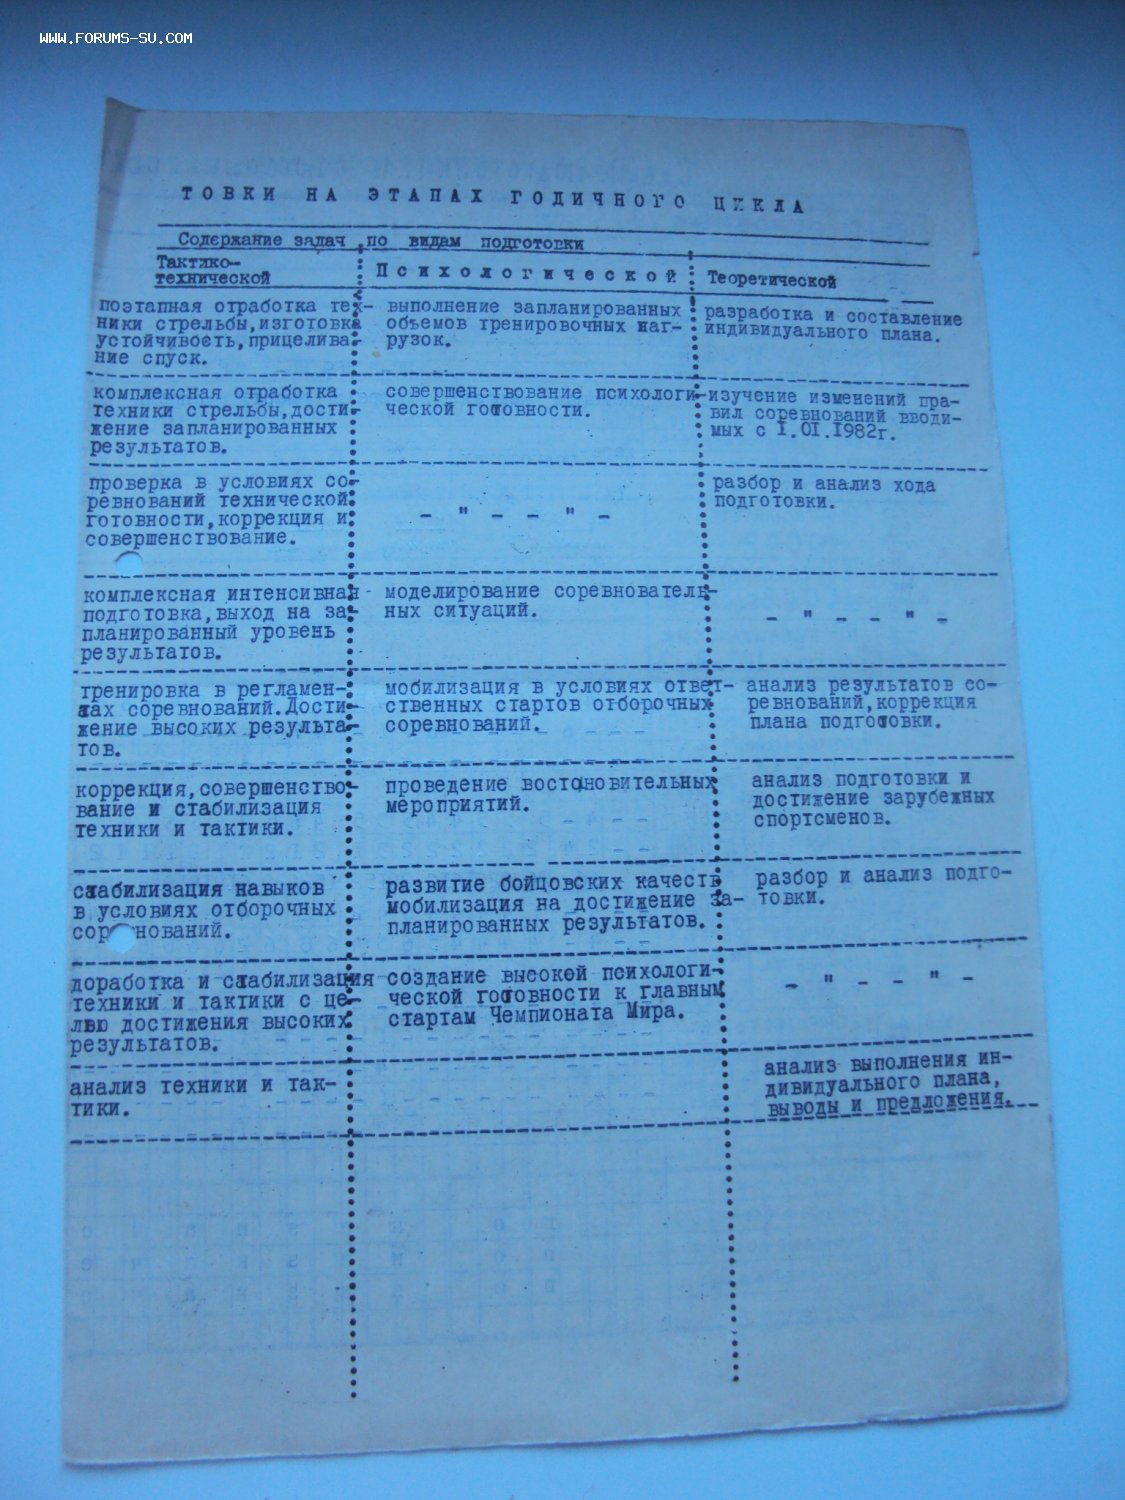 WWW.FORUMS-SU.COM
ТОВКИ НА ЭТАПАХ ГОДИЧНОГО ЦИКЛА
Содержание задач по видам подготовки
Тактико-
технической
Психологической
Теоретической
поэтапная отработка тех-
ники стрельбы,изготовка
устойчивость,прицелива-
ние спуск.
выполнение запланированных
объемов тренировочных наг-
рузок.
разработка и составление
индивидуального плана.
комплексная отработка
техники стрельбы,дости-
жение запланированных
результатов.
совершенствование психологи-
ческой готовности.
изучение изменений пра-
вил соревнований вводи-
мых с I.OI.I982г.
проверка в условиях со-
ревнований технической
готовности,коррекция и
совершенствование.
- " - - " -
разбор и анализ хода
подготовки.
комплексная интенсивная
подготовка,выход на за-
планированный уровень
результатов.
моделирование соревнователь-
ных ситуаций.
- " - - " -
тренировка в регламен-
тах соревнований.Дости-
жение высоких результа-
тов.
мобилизация в условиях ответ-
ственных стартов отборочных
соревнований.
анализ результатов со-
ревнований,коррекция
плана подготовки.
коррекция,совершенство-
вание и стабилизация
техники и тактики.
проведение востоновительных
мероприятий.
анализ подготовки и
достижение зарубежных
спортсменов.
стабилизация навыков
в условиях отборочных
сор нований.
развитие бойцовских качеств
мобилизация на достижение за-
планированных результатов.
разбор и анализ подго-
товки.
доработка и стабилизация
техники и тактики с це-
лью достижения высоких
результатов.
создание высокой психологи-
ческой готовности к главным
стартам Чемпионата Мира.
- " - - " -
анализ техники и так-
тики.
анализ выполнения ин-
дивидуального плана,
выводы и предложения.